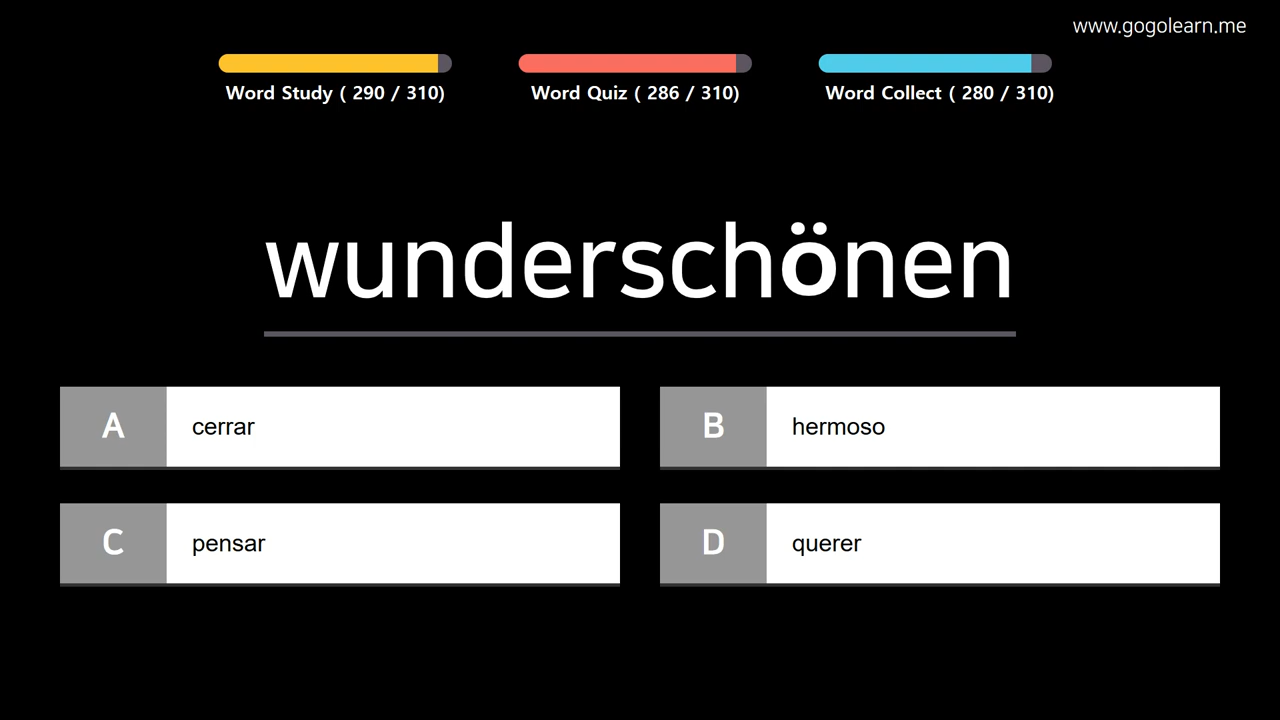 www.gogolearn.me
Word Study ( 290 / 310)
Word Quiz ( 286 / 310)
Word Collect ( 280 / 310)
wunderschönen
A cerrar
B hermoso
C pensar
D querer